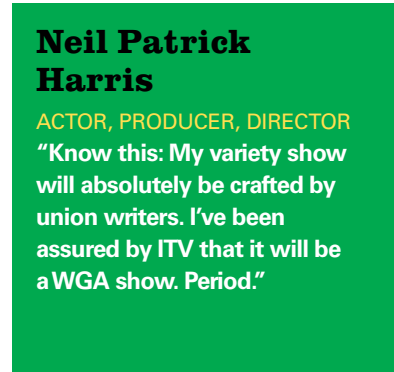 Neil Patrick
Harris
ACTOR, PRODUCER, DIRECTOR
“Know this: My variety show
will absolutely be crafted by
union writers. I’ve been
assured by ITV that it will be
a WGA show. Period.”